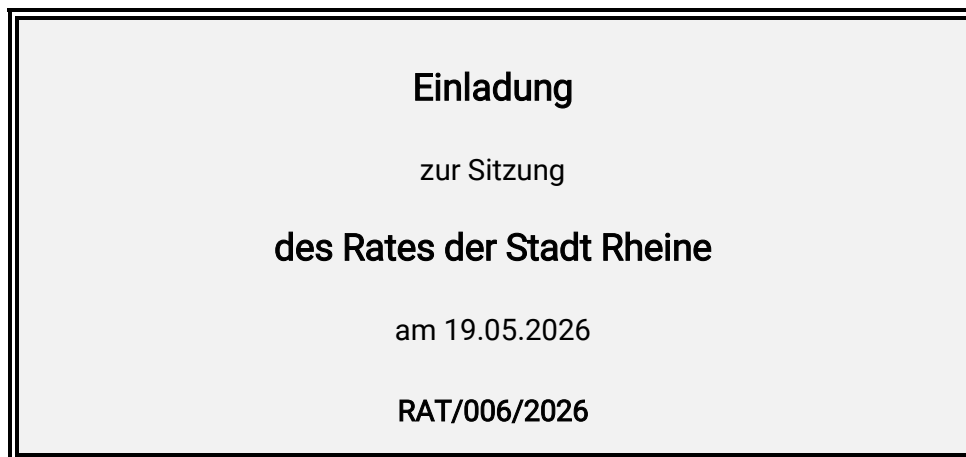 Einladung
zur Sitzung
des Rates der Stadt Rheine
am 19.05.2026
RAT/006/2026